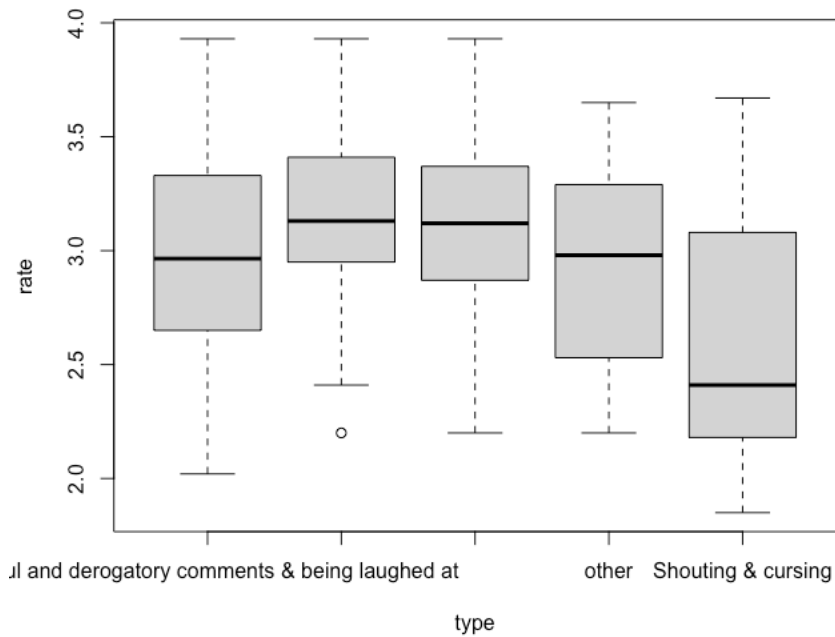 4.0
3.5
3.0
2.5
2.0
rate
and derogatory comments & being laughed at other Shouting & cursing
type